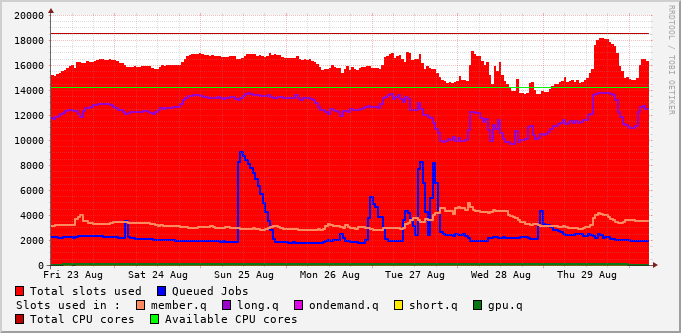 20000
18000
16000
14000
12000
10000
8000
6000
4000
2000
0
Fri 23 Aug Sat 24 Aug Sun 25 Aug Mon 26 Aug Tue 27 Aug Wed 28 Aug Thu 29 Aug
RRDTOOL / TOBI OETIKER
Total slots used Queued Jobs
Slots used in : member.q long.q ondemand.q short.q gpu.q
Total CPU cores Available CPU cores